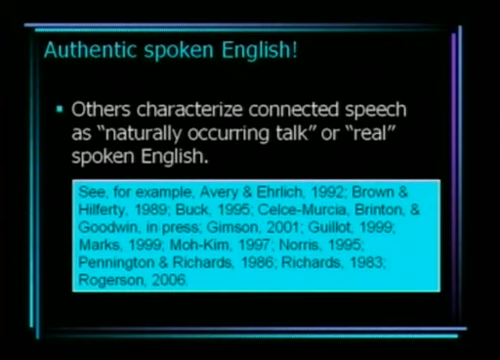 Authentic spoken English!
▪ Others characterize connected speech
as "naturally occurring talk" or "real"
spoken English.
See, for example, Avery & Ehrlich, 1992; Brown &
Hilferty, 1989; Buck, 1995; Celce-Murcia, Brinton, &
Goodwin, in press; Gimson, 2001; Guillot, 1999;
Marks, 1999; Moh-Kim, 1997; Norris, 1995;
Pennington & Richards, 1986; Richards, 1983;
Rogerson, 2006.